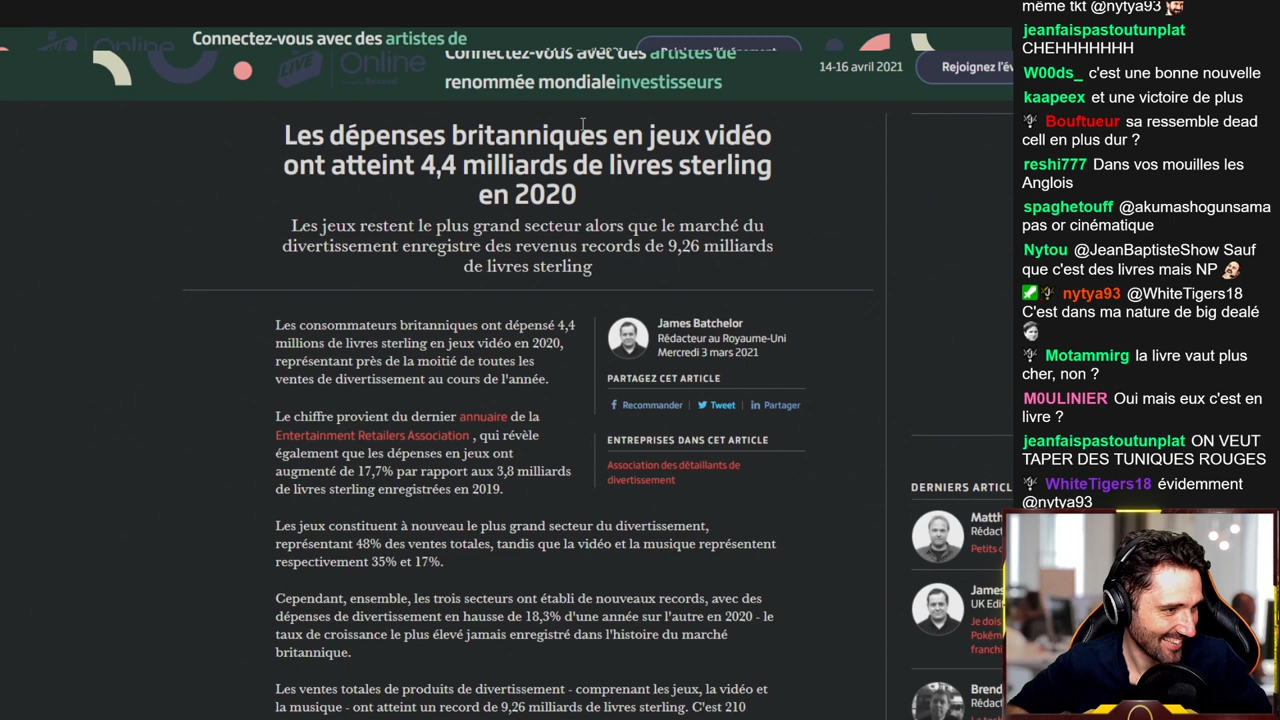 Connectez-vous avec des artistes de
Online
Connectez-vous avec des artistes de
LIVE Online
renommée mondialeinvestisseurs
14-16 avril 2021
Rejoignez l'év
Les dépenses britanniques en jeux vidéo
ont atteint 4,4 milliards de livres sterling
en 2020
Les jeux restent le plus grand secteur alors que le marché du
divertissement enregistre des revenus records de 9,26 milliards
de livres sterling
Les consommateurs britanniques ont dépensé 4,4
millions de livres sterling en jeux vidéo en 2020,
représentant près de la moitié de toutes les
ventes de divertissement au cours de l'année.
Le chiffre provient du dernier annuaire de la
Entertainment Retailers Association , qui révèle
également que les dépenses en jeux ont
augmenté de 17,7% par rapport aux 3,8 milliards
de livres sterling enregistrées en 2019.
James Batchelor
Rédacteur au Royaume-Uni
Mercredi 3 mars 2021
PARTAGEZ CET ARTICLE
Recommander | Tweet | in Partager
ENTREPRISES DANS CET ARTICLE
Association des détaillants de
divertissement
Les jeux constituent à nouveau le plus grand secteur du divertissement,
représentant 48% des ventes totales, tandis que la vidéo et la musique représentent
respectivement 35% et 17%.
Cependant, ensemble, les trois secteurs ont établi de nouveaux records, avec des
dépenses de divertissement en hausse de 18,3% d'une année sur l'autre en 2020 - le
taux de croissance le plus élevé jamais enregistré dans l'histoire du marché
britannique.
Les ventes totales de produits de divertissement - comprenant les jeux, la vidéo et
la musique - ont atteint un record de 9,26 milliards de livres sterling. C'est 210
DERNIERS ARTICL
Matth
Rédact
Petits c
James
UK Edi
Je dois
Pokém
franchi
Brend
Rédact
même tkt @nytya93
jeanfaispastoutunplat
CHEHHHHHHH
W00ds_ c'est une bonne nouvelle
kaapeex et une victoire de plus
Bouftueur sa ressemble dead
cell en plus dur ?
reshi777 Dans vos mouilles les
Anglois
spaghetouff @akumashogunsama
pas or cinématique
Nytou @JeanBaptisteShow Sauf
que c'est des livres mais NP
nytya93 @WhiteTigers18
C'est dans ma nature de big dealé
Motammirg la livre vaut plus
cher, non ?
M0ULINIER Oui mais eux c'est en
livre ?
jeanfaispastoutunplat ON VEUT
TAPER DES TUNIQUES ROUGES
WhiteTigers18 évidemment
@nytya93